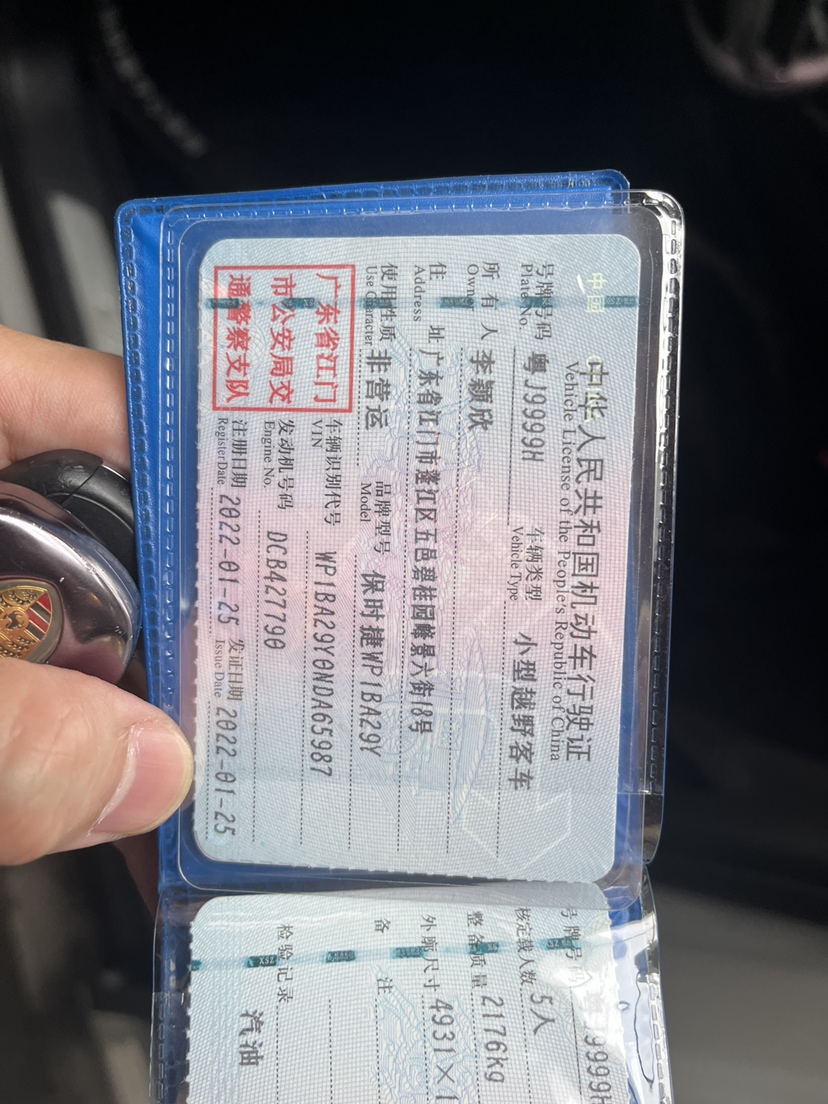 中华人民共和国机动车行驶证
Vehicle License of the People's Republic of China
号牌号码 粤J9999H 车辆类型 小型越野客车
Plate No. Vehicle Type
所有人 李颖欣
Owner
住址 广东省江门市蓬江区五邑碧桂园峰景六街18号
Address
使用性质 非营运 品牌型号 保时捷WP1BA29Y
Use Character Model
广东省江门
市公安局交
通警察支队
车辆识别代号 WP1BA29Y0NDA65987
VIN
发动机号码 DCB427790
Engine No.
注册日期 2022-01-25 发证日期 2022-01-25
Register Date Issue Date
号牌号 J9999H
核定载人数 5人
整备质量 2176kg
外廓尺寸 4931×1
备注
检验记录
汽油